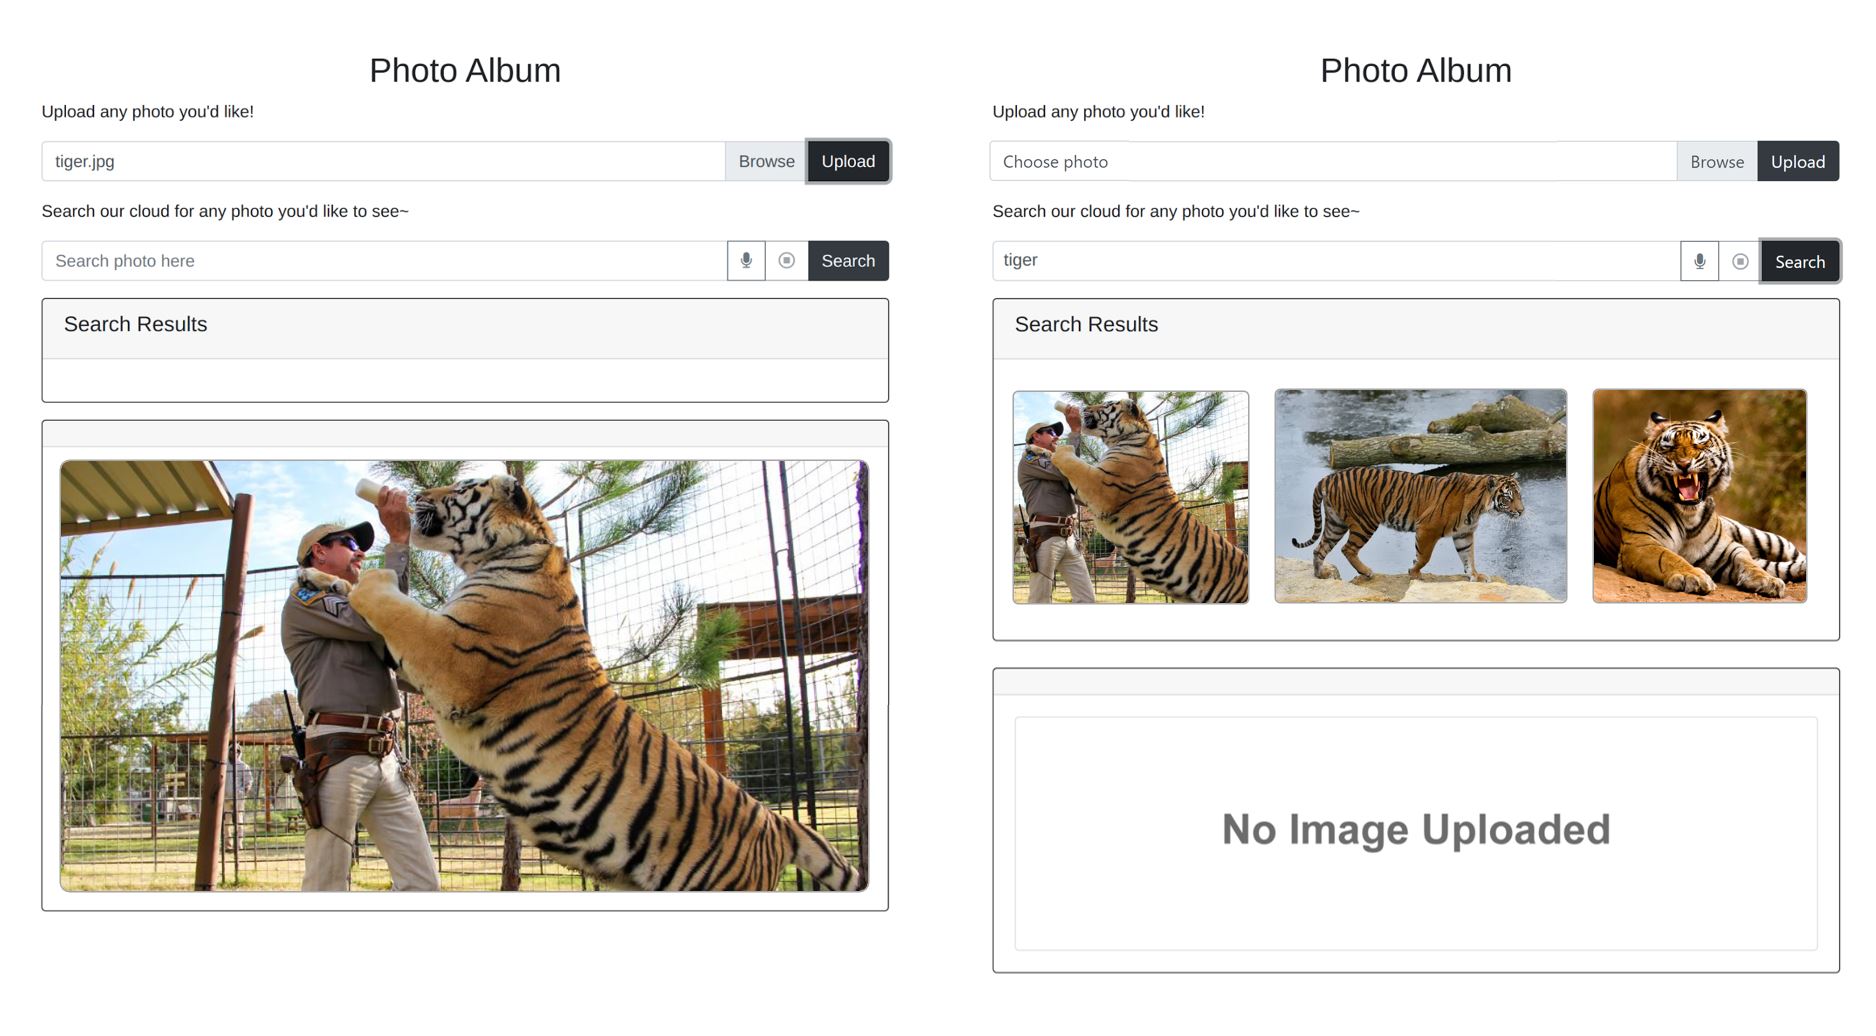 Photo Album
Upload any photo you'd like!
tiger.jpg
Browse
Upload
Search our cloud for any photo you'd like to see~
Search photo here
Search
Search Results
Photo Album
Upload any photo you'd like!
Choose photo
Browse
Upload
Search our cloud for any photo you'd like to see~
tiger
Search
Search Results
No Image Uploaded